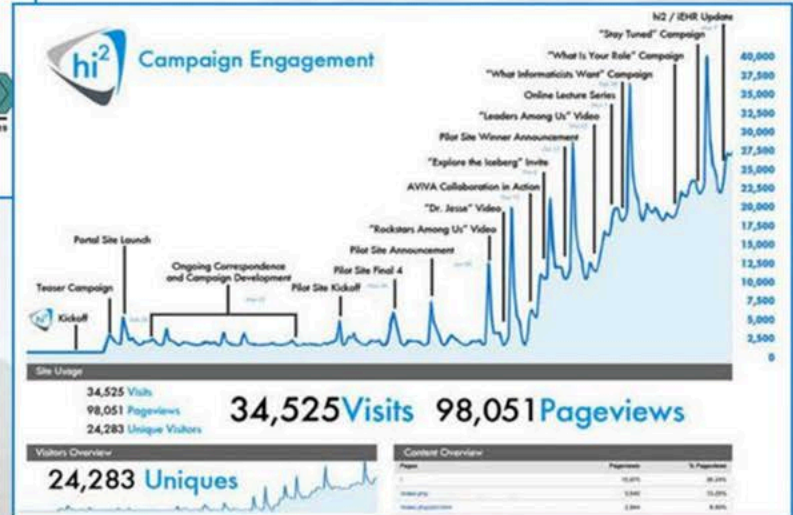 hi2 / iEHR Update
"Stay Tuned" Campaign
"What Is Your Role" Campaign
"What Informaticists Want" Campaign
Online Lecture Series
"Leaders Among Us" Video
Pilot Site Winner Announcement
"Explore the Iceberg" Invite
AVIVA Collaboration in Action
"Dr. Jesse" Video
"Rockstars Among Us" Video
Pilot Site Announcement
Pilot Site Final 4
Pilot Site Kickoff
Ongoing Correspondence
and Campaign Development
Portal Site Launch
Teaser Campaign
hi² Kickoff
hi² Campaign Engagement
40,000
37,500
35,000
32,500
30,000
27,500
25,000
22,500
20,000
17,500
15,000
12,500
10,000
7,500
5,000
2,500
0
Site Usage
34,525 Visits
98,051 Pageviews
24,283 Unique Visitors
34,525 Visits 98,051 Pageviews
Visitors Overview
24,283 Uniques
Content Overview
Pages Pageviews % Pageviews